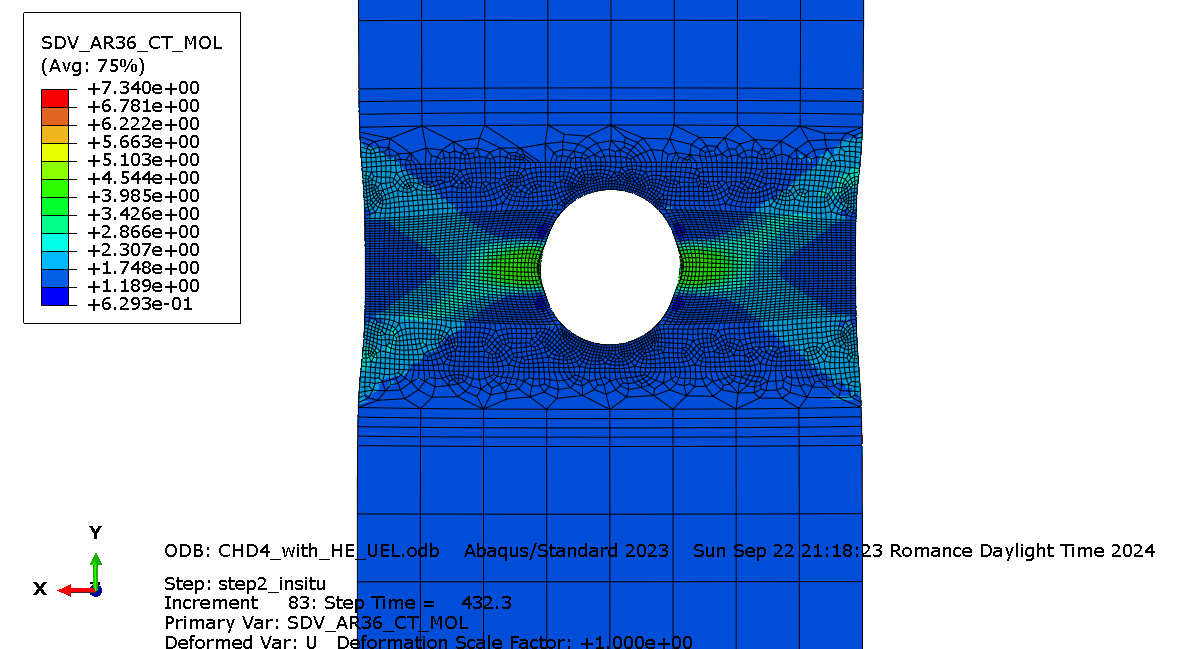 SDV_AR36_CT_MOL
(Avg: 75%)
+7.340e+00
+6.781e+00
+6.222e+00
+5.663e+00
+5.103e+00
+4.544e+00
+3.985e+00
+3.426e+00
+2.866e+00
+2.307e+00
+1.748e+00
+1.189e+00
+6.293e-01
Y
X
ODB: CHD4_with_HE_UEL.odb Abaqus/Standard 2023 Sun Sep 22 21:18:23 Romance Daylight Time 2024
Step: step2_insitu
Increment 83: Step Time = 432.3
Primary Var: SDV_AR36_CT_MOL
Deformed Var: U Deformation Scale Factor: +1.000e+00